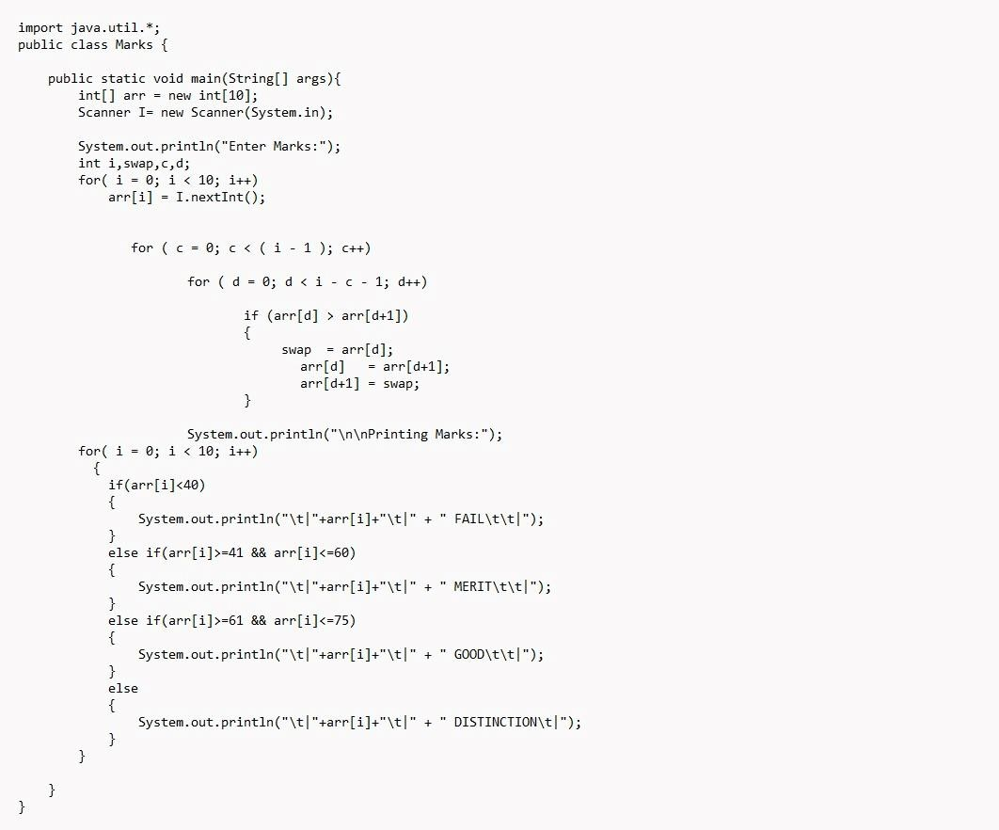 import java.util.*;
public class Marks {
public static void main(String[] args){
int[] arr = new int[10];
Scanner I= new Scanner(System.in);
System.out.println("Enter Marks:");
int i,swap,c,d;
for( i = 0; i < 10; i++)
arr[i] = I.nextInt();
for ( c = 0; c < ( i - 1 ); c++)
for ( d = 0; d < i - c - 1; d++)
if (arr[d] > arr[d+1])
{
swap  = arr[d];
arr[d]   = arr[d+1];
arr[d+1] = swap;
}
System.out.println("\n\nPrinting Marks:");
for( i = 0; i < 10; i++)
{
if(arr[i]<40)
{
System.out.println("\t|"+arr[i]+"\t|" + " FAIL\t\t|");
}
else if(arr[i]>=41 && arr[i]<=60)
{
System.out.println("\t|"+arr[i]+"\t|" + " MERIT\t\t|");
}
else if(arr[i]>=61 && arr[i]<=75)
{
System.out.println("\t|"+arr[i]+"\t|" + " GOOD\t\t|");
}
else
{
System.out.println("\t|"+arr[i]+"\t|" + " DISTINCTION\t|");
}
}
}
}